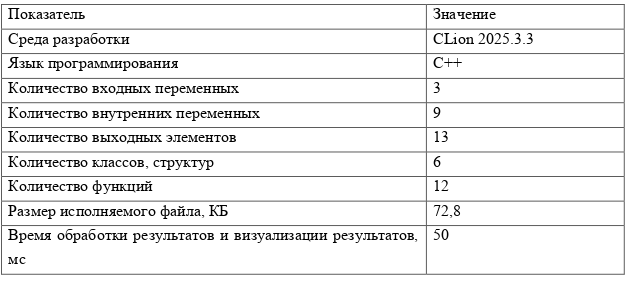 Показатель Значение
Среда разработки CLion 2025.3.3
Язык программирования C++
Количество входных переменных 3
Количество внутренних переменных 9
Количество выходных элементов 13
Количество классов, структур 6
Количество функций 12
Размер исполняемого файла, КБ 72,8
Время обработки результатов и визуализации результатов, 50
мс